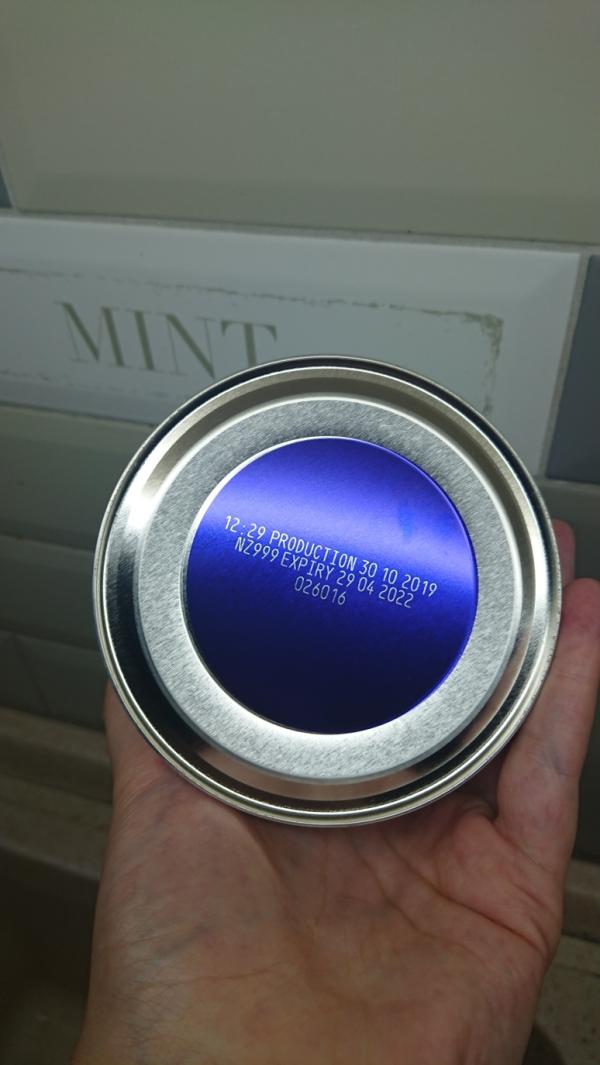 MINT
12:29 PRODUCTION 30 10 2019
NZ999 EXPIRY 29 04 2022
026016